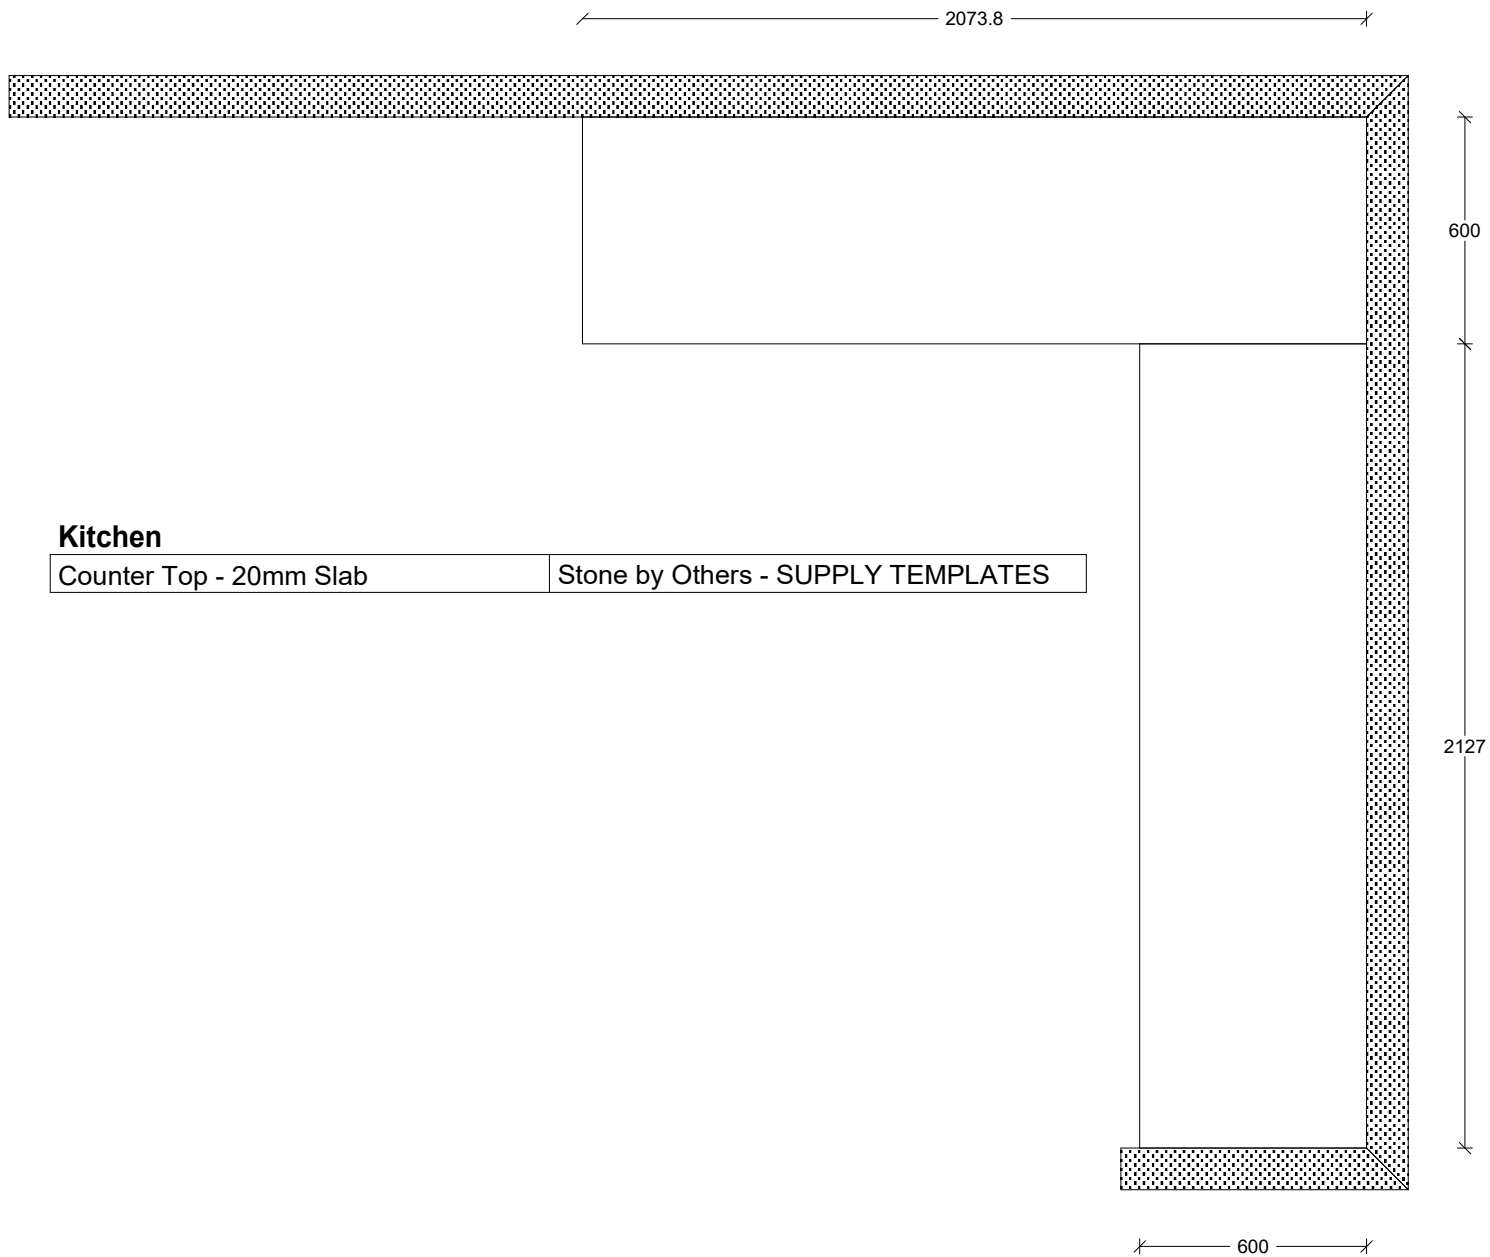 2073.8
600
Kitchen
Counter Top - 20mm Slab Stone by Others - SUPPLY TEMPLATES
2127
600